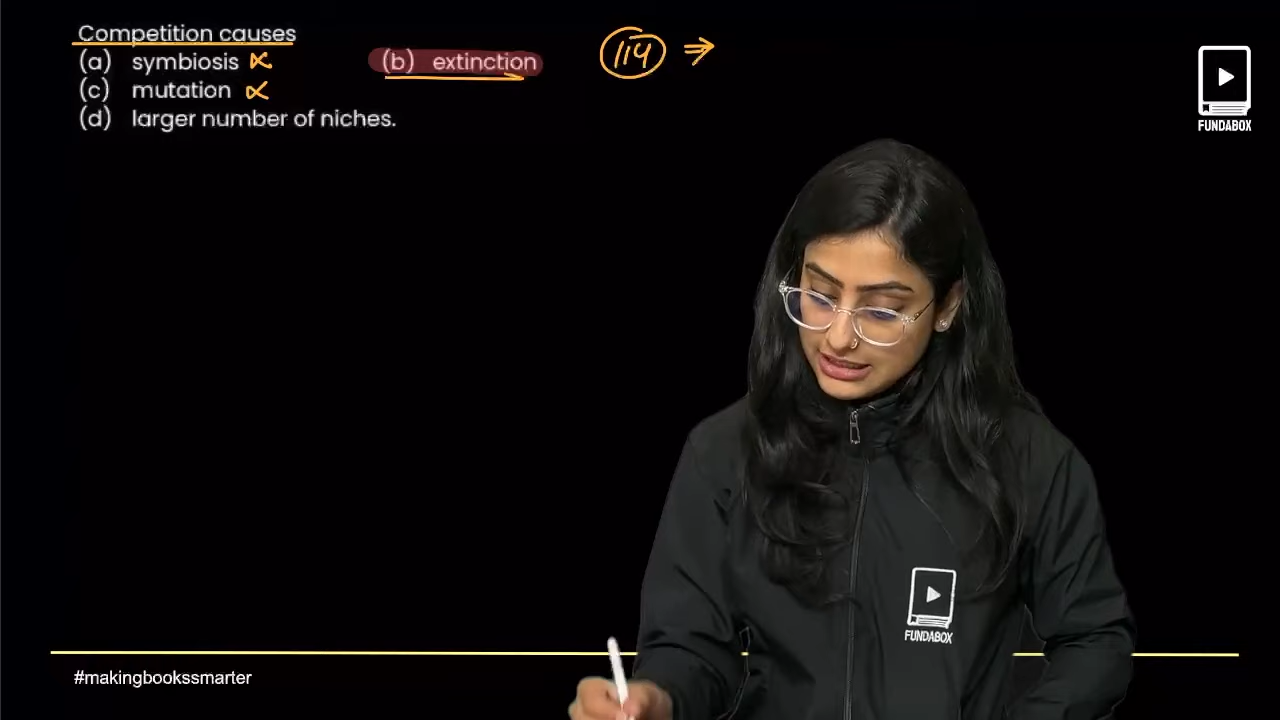 Competition causes
(a) symbiosis (b) extinction
(c) mutation
(d) larger number of niches.
114 ⇒
FUNDABOX
FUNDABOX
#makingbookssmarter